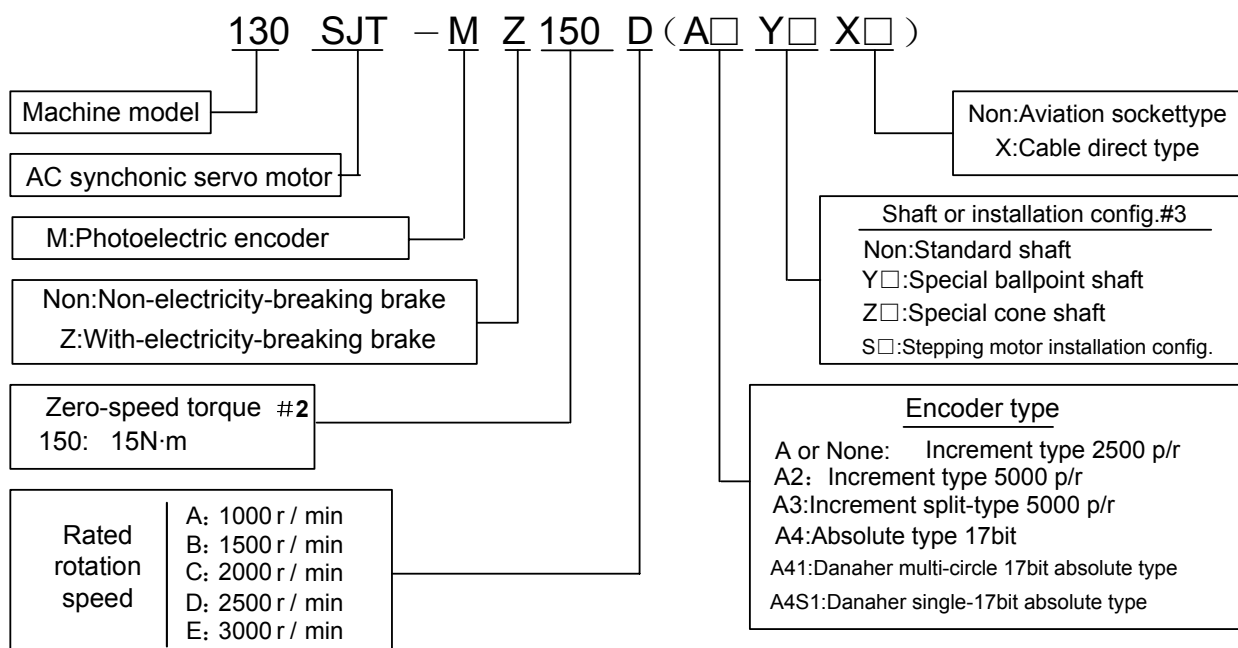 130 SJT – M Z 150 D (A□ Y□ X□)
Machine model
AC synchonic servo motor
M:Photoelectric encoder
Non:Non-electricity-breaking brake
Z:With-electricity-breaking brake
Zero-speed torque #2
150: 15N·m
Rated
rotation
speed
A: 1000 r / min
B: 1500 r / min
C: 2000 r / min
D: 2500 r / min
E: 3000 r / min
Non:Aviation sockettype
X:Cable direct type
Shaft or installation config.#3
Non:Standard shaft
Y□:Special ballpoint shaft
Z□:Special cone shaft
S□:Stepping motor installation config.
Encoder type
A or None: Increment type 2500 p/r
A2: Increment type 5000 p/r
A3:Increment split-type 5000 p/r
A4:Absolute type 17bit
A41:Danaher multi-circle 17bit absolute type
A4S1:Danaher single-17bit absolute type